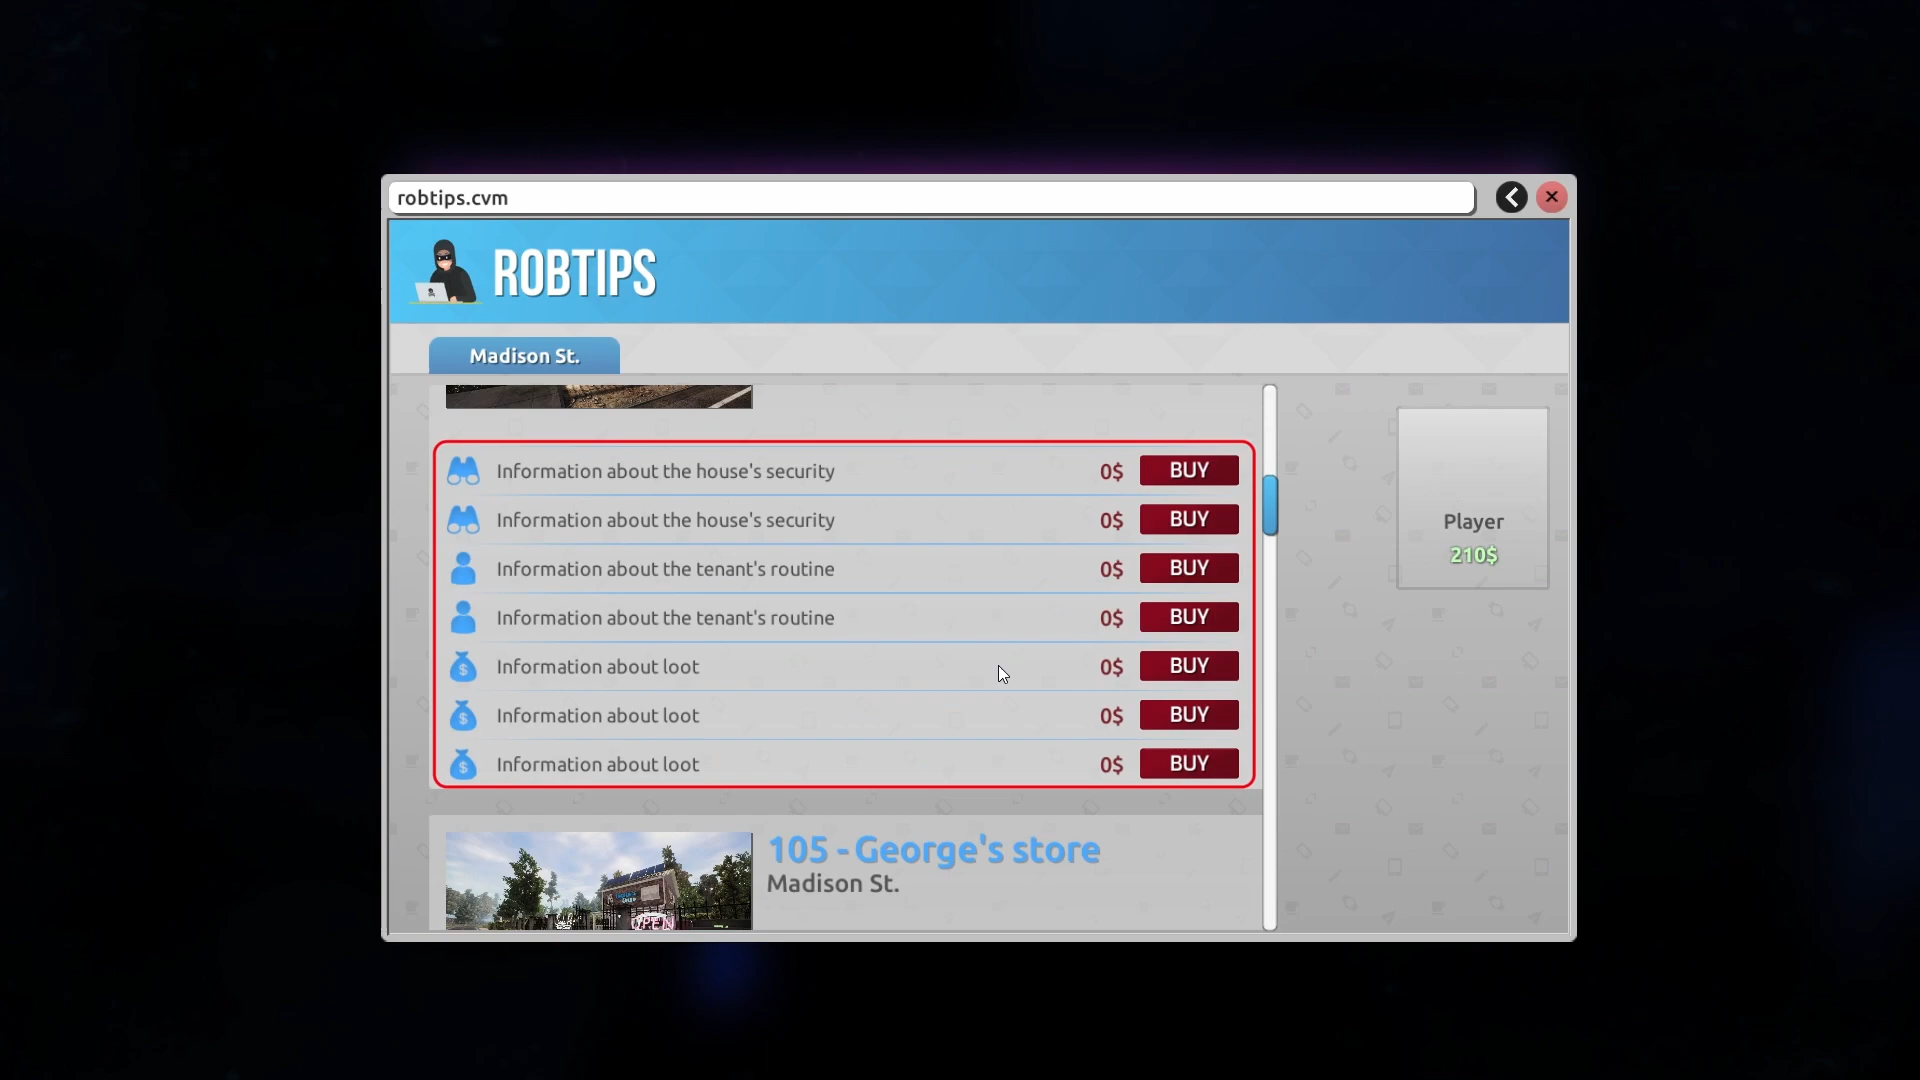 robtips.cvm
ROBTIPS
Madison St.
Information about the house's security 0$ BUY
Information about the house's security 0$ BUY
Information about the tenant's routine 0$ BUY
Information about the tenant's routine 0$ BUY
Information about loot 0$ BUY
Information about loot 0$ BUY
Information about loot 0$ BUY
Player
210$
105 - George's store
Madison St.
OPEN